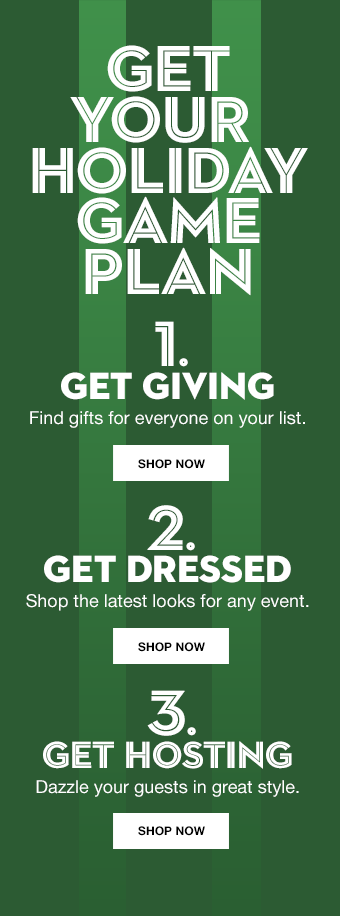 GET
YOUR
HOLIDAY
GAME
PLAN
1.
GET GIVING
Find gifts for everyone on your list.
SHOP NOW
2.
GET DRESSED
Shop the latest looks for any event.
SHOP NOW
3.
GET HOSTING
Dazzle your guests in great style.
SHOP NOW